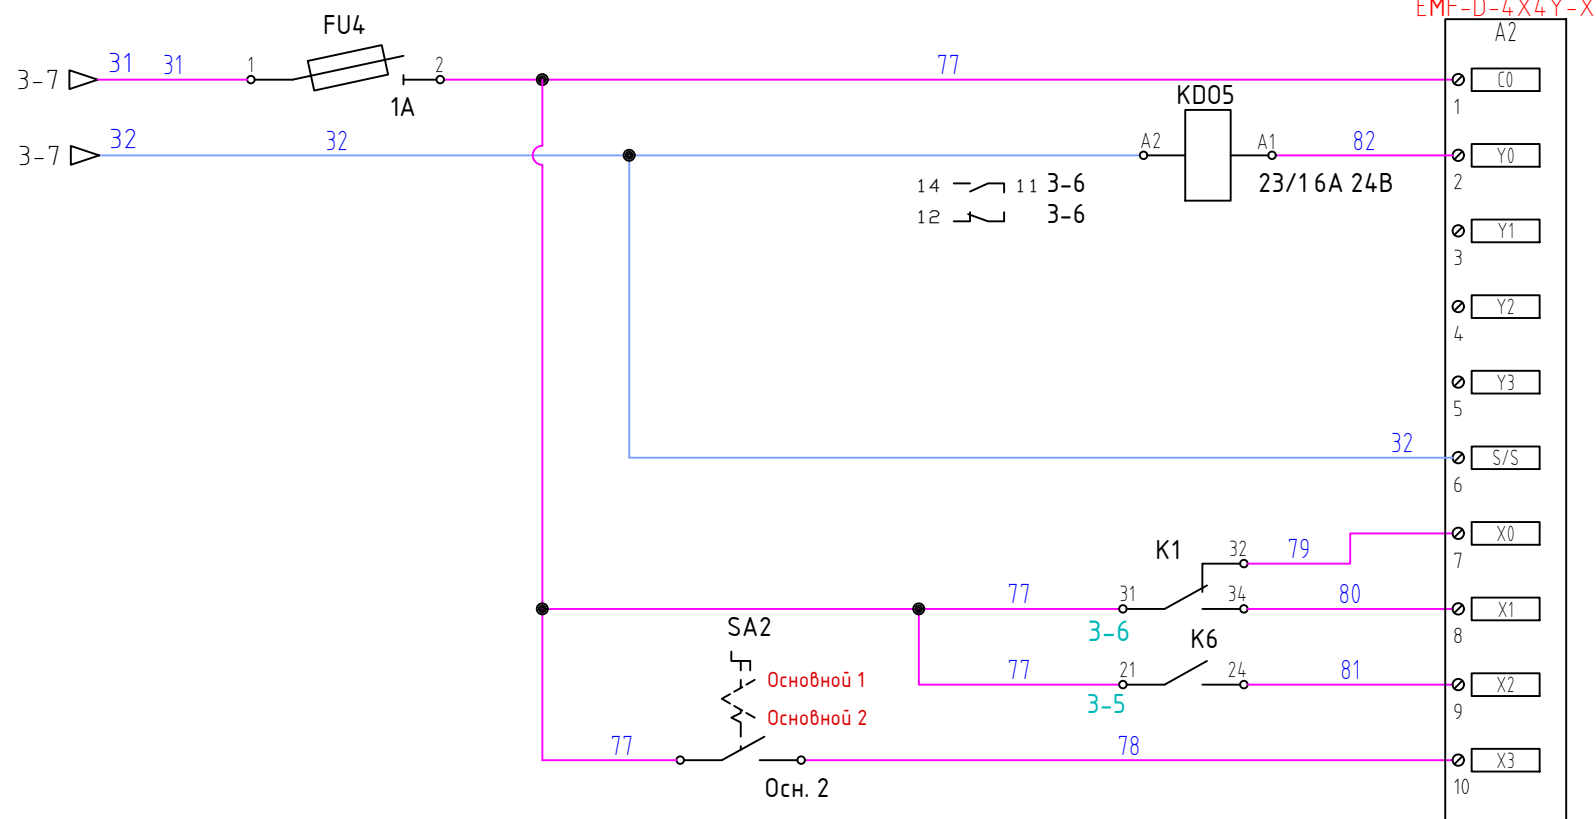 EMF-D-4X4Y-X
A2
FU4
3-7 31 31 1 2 77 C0
1A 1
KD05
3-7 32 32 A2 A1 82 Y0
14 11 3-6 23/1 6A 24В 2
12 3-6
Y1
3
Y2
4
Y3
5
32 S/S
6
X0
K1 32 79 7
77 31 34 80 X1
3-6 8
SA2 K6
Основной 1 77 21 24 81 X2
3-5 9
Основной 2
77 78 X3
Осн. 2 10